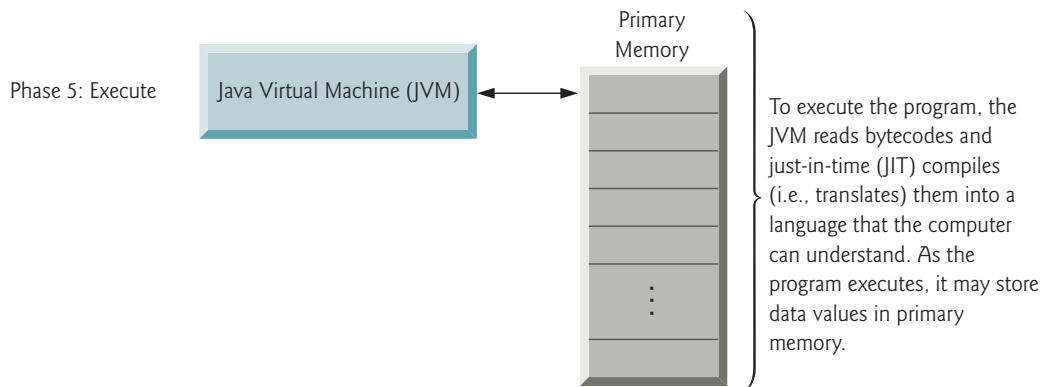 Phase 5: Execute
Java Virtual Machine (JVM)
Primary
Memory
To execute the program, the
JVM reads bytecodes and
just-in-time (JIT) compiles
(i.e., translates) them into a
language that the computer
can understand. As the
program executes, it may store
data values in primary
memory.